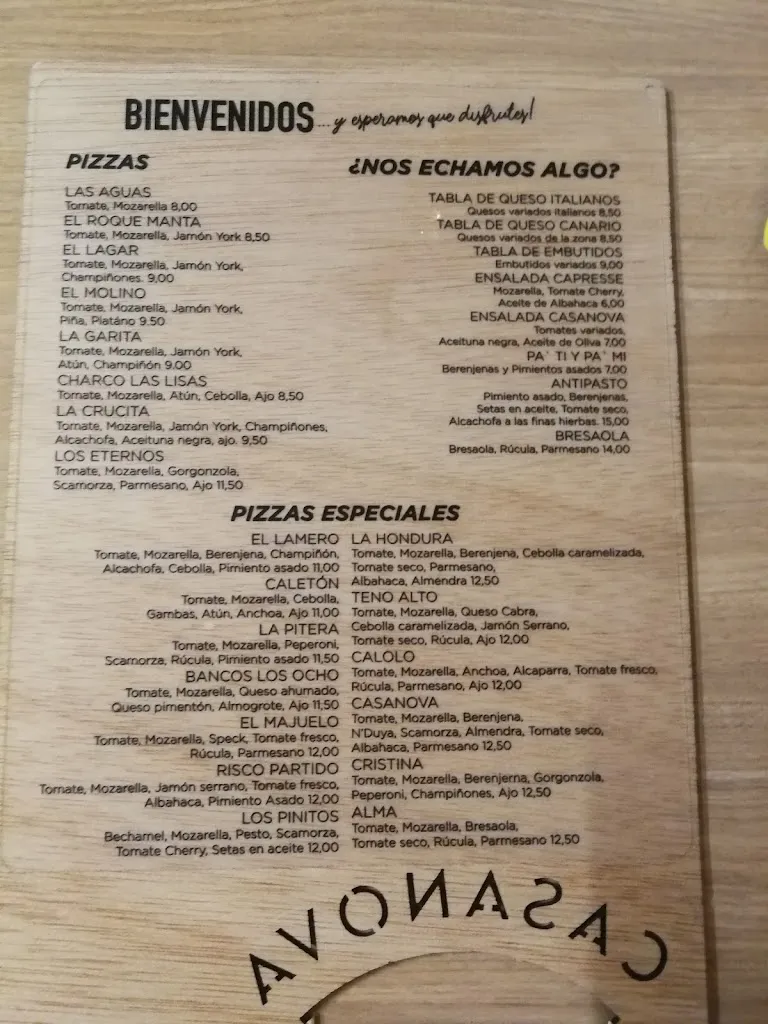 BIENVENIDOS ...y esperamos que disfrutes!
PIZZAS
LAS AGUAS
Tomate, Mozarella 8,00
EL ROQUE MANTA
Tomate, Mozarella, Jamón York 8,50
EL LAGAR
Tomate, Mozarella, Jamón York,
Champiñones. 9,00
EL MOLINO
Tomate, Mozarella, Jamón York,
Piña, Platáno 9.50
LA GARITA
Tomate, Mozarella, Jamón York,
Atún, Champiñón 9.00
CHARCO LAS LISAS
Tomate, Mozarella, Atún, Cebolla, Ajo 8,50
LA CRUCITA
Tomate, Mozarella, Jamón York, Champiñones,
Alcachofa, Aceituna negra, ajo. 9,50
LOS ETERNOS
Tomate, Mozarella, Gorgonzola,
Scamorza, Parmesano, Ajo 11,50
¿NOS ECHAMOS ALGO?
TABLA DE QUESO ITALIANOS
Quesos variados italianos 8,50
TABLA DE QUESO CANARIO
Quesos variados de la zona 8,50
TABLA DE EMBUTIDOS
Embutidos variados 9,00
ENSALADA CAPRESSE
Mozarella, Tomate Cherry,
Aceite de Albahaca 6,00
ENSALADA CASANOVA
Tomates variados,
Aceituna negra, Aceite de Oliva 7,00
PA` TI Y PA` MI
Berenjenas y Pimientos asados 7,00
ANTIPASTO
Pimiento asado, Berenjenas,
Setas en aceite, Tomate seco,
Alcachofa a las finas hierbas. 15,00
BRESAOLA
Bresaola, Rúcula, Parmesano 14,00
PIZZAS ESPECIALES
EL LAMERO
Tomate, Mozarella, Berenjena, Champiñón,
Alcachofa, Cebolla, Pimiento asado 11,00
CALETÓN
Tomate, Mozarella, Cebolla,
Gambas, Atún, Anchoa, Ajo 11,00
LA PITERA
Tomate, Mozarella, Peperoni,
Scamorza, Rúcula, Pimiento asado 11,50
BANCOS LOS OCHO
Tomate, Mozarella, Queso ahumado,
Queso pimentón, Almogrote, Ajo 11,50
EL MAJUELO
Tomate, Mozarella, Speck, Tomate fresco,
Rúcula, Parmesano 12,00
RISCO PARTIDO
Tomate, Mozarella, Jamón serrano, Tomate fresco,
Albahaca, Pimiento Asado 12,00
LOS PINITOS
Bechamel, Mozarella, Pesto, Scamorza,
Tomate Cherry, Setas en aceite 12,00
LA HONDURA
Tomate, Mozarella, Berenjena, Cebolla caramelizada,
Tomate seco, Parmesano,
Albahaca, Almendra 12,50
TENO ALTO
Tomate, Mozarella, Queso Cabra,
Cebolla caramelizada, Jamón Serrano,
Tomate seco, Rúcula, Ajo 12,00
CALOLO
Tomate, Mozarella, Anchoa, Alcaparra, Tomate fresco,
Rúcula, Parmesano, Ajo 12,00
CASANOVA
Tomate, Mozarella, Berenjena,
N'Duya, Scamorza, Almendra, Tomate seco,
Albahaca, Parmesano 12,50
CRISTINA
Tomate, Mozarella, Berenjerna, Gorgonzola,
Peperoni, Champiñones, Ajo 12,50
ALMA
Tomate, Mozarella, Bresaola,
Tomate seco, Rúcula, Parmesano 12,50
CASANOVA